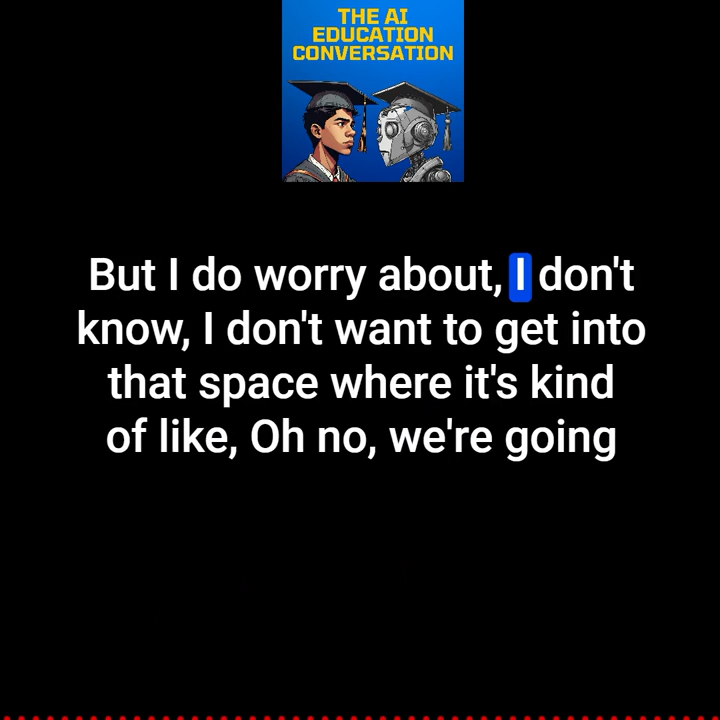 THE AI
EDUCATION
CONVERSATION
But I do worry about, I don't
know, I don't want to get into
that space where it's kind
of like, Oh no, we're going